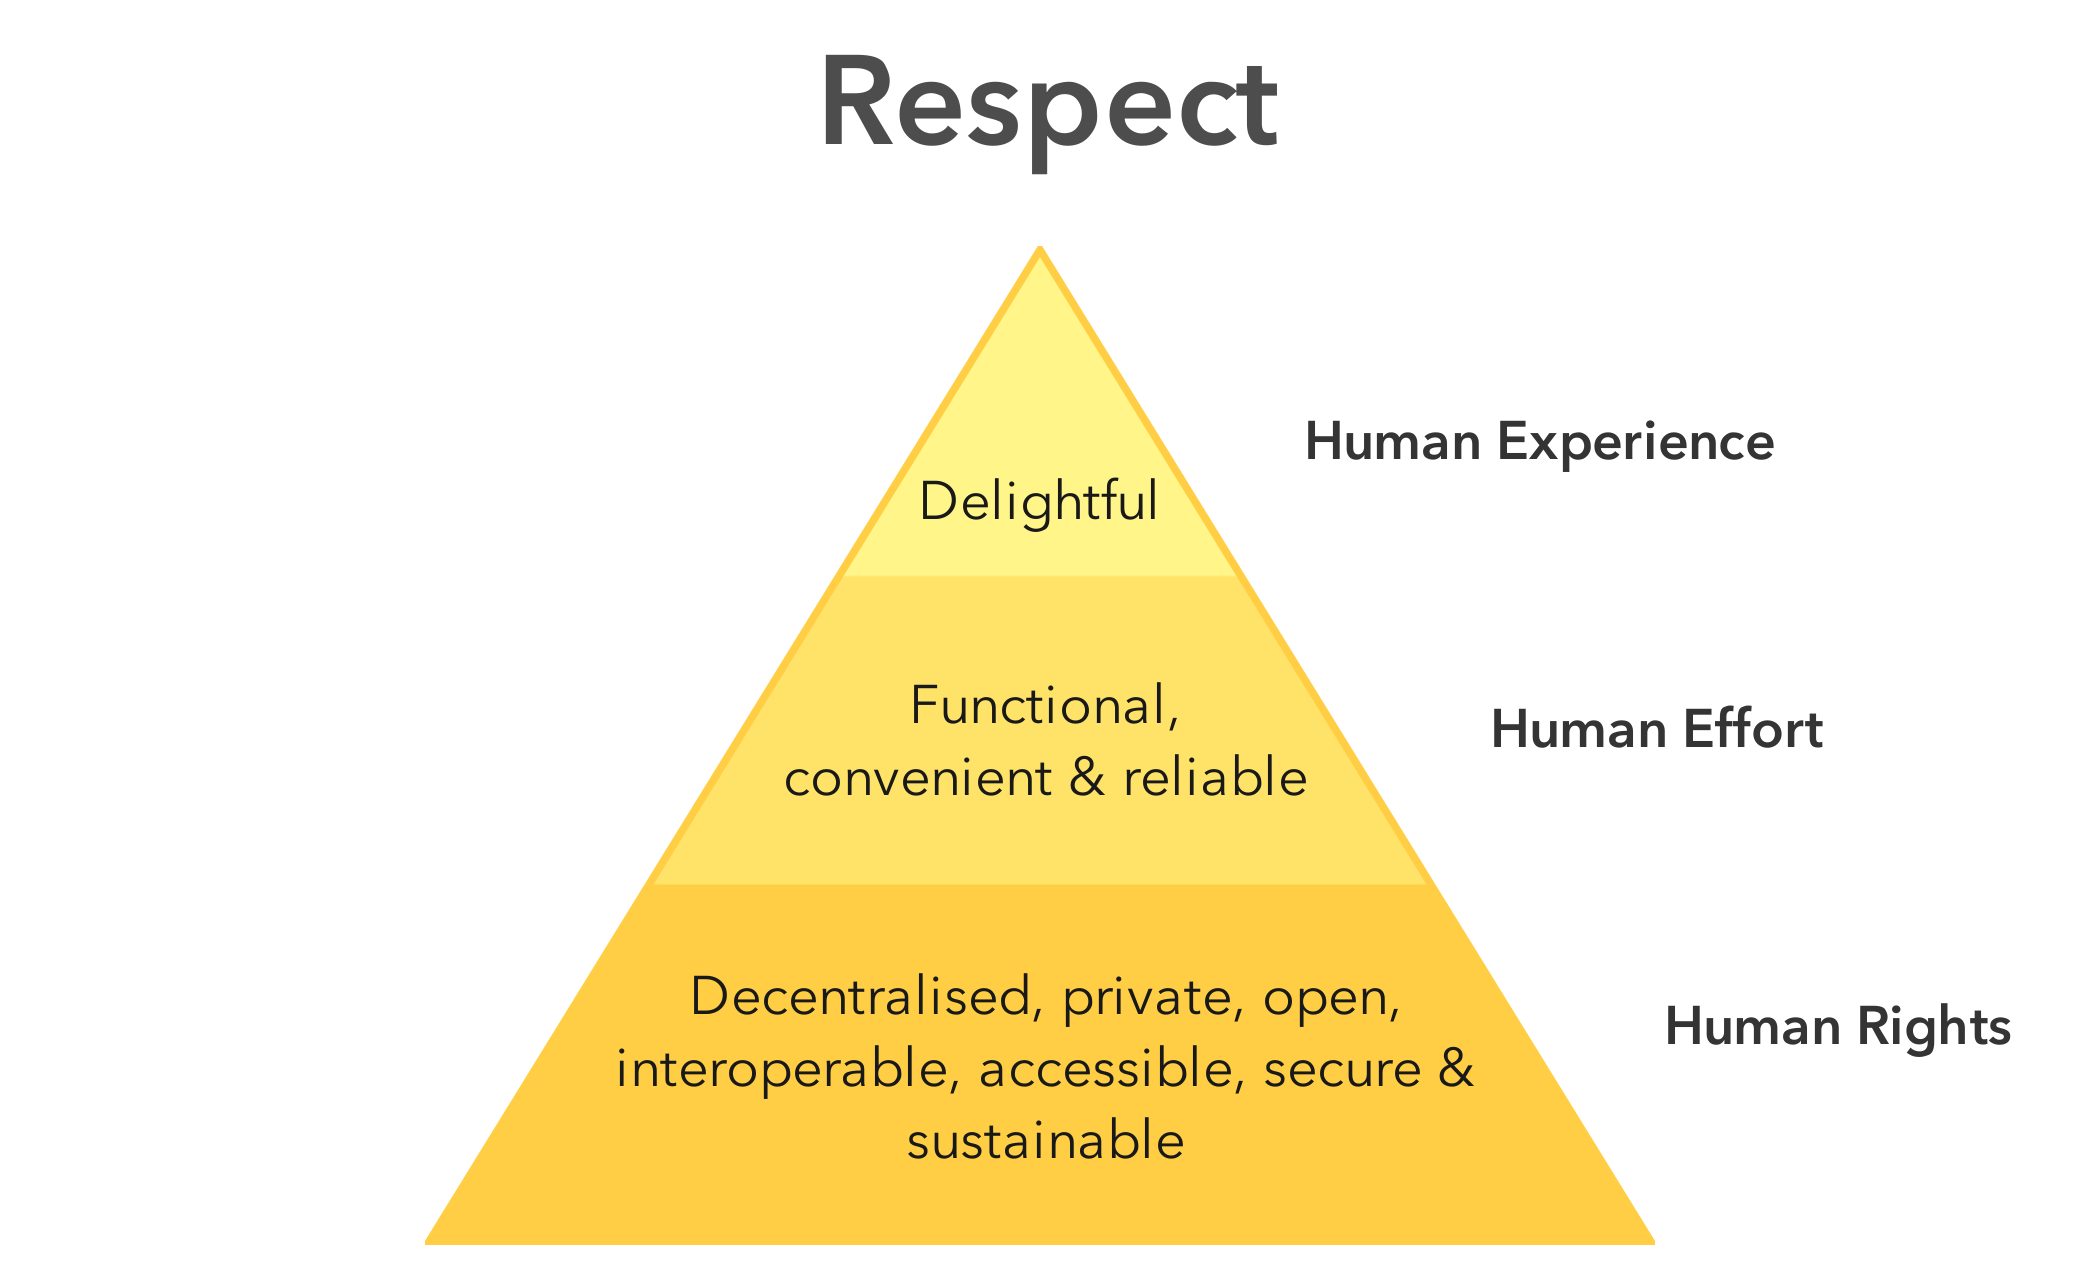 Respect
Human Experience
Delightful
Functional,
convenient & reliable
Human Effort
Decentralised, private, open,
interoperable, accessible, secure &
sustainable
Human Rights